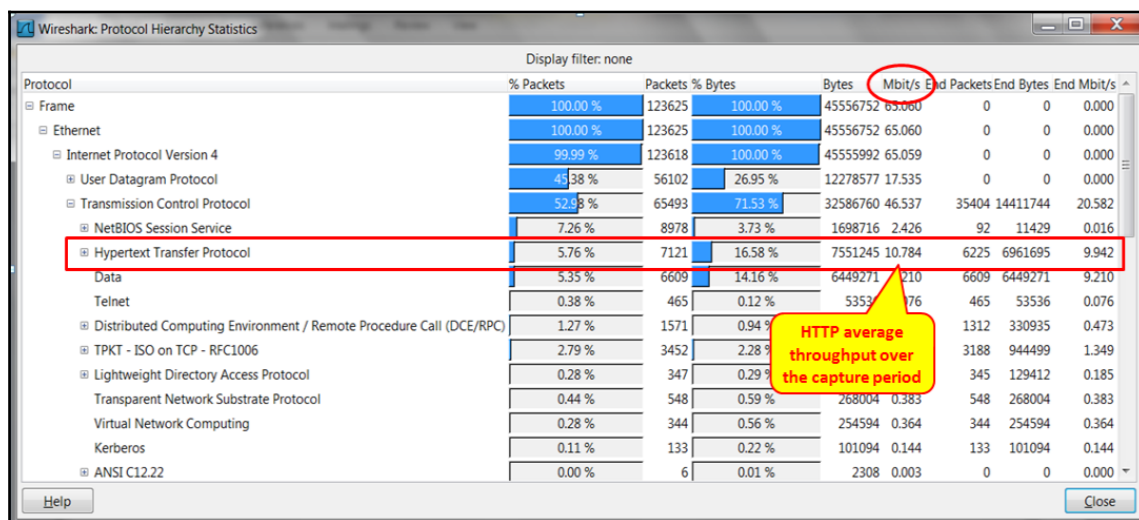 Wireshark: Protocol Hierarchy Statistics
Display filter: none
Protocol % Packets Packets % Bytes Bytes Mbit/s End Packets End Bytes End Mbit/s
Frame 100.00 % 123625 100.00 % 45556752 65.060 0 0 0.000
Ethernet 100.00 % 123625 100.00 % 45556752 65.060 0 0 0.000
Internet Protocol Version 4 99.99 % 123618 100.00 % 45555992 65.059 0 0 0.000
User Datagram Protocol 45.38 % 56102 26.95 % 12278577 17.535 0 0 0.000
Transmission Control Protocol 52.98 % 65493 71.53 % 32586760 46.537 35404 14411744 20.582
NetBIOS Session Service 7.26 % 8978 3.73 % 1698716 2.426 92 11429 0.016
Hypertext Transfer Protocol 5.76 % 7121 16.58 % 7551245 10.784 6225 6961695 9.942
Data 5.35 % 6609 14.16 % 6449271 6609 6449271 9.210
Telnet 0.38 % 465 0.12 % 465 53536 0.076
Distributed Computing Environment / Remote Procedure Call (DCE/RPC) 1.27 % 1571 0.94 1312 330935 0.473
TPKT - ISO on TCP - RFC1006 2.79 % 3452 2.28 3188 944499 1.349
Lightweight Directory Access Protocol 0.28 % 347 0.29 345 129412 0.185
Transparent Network Substrate Protocol 0.44 % 548 0.59 % 268004 0.383 548 268004 0.383
Virtual Network Computing 0.28 % 344 0.56 % 254594 0.364 344 254594 0.364
Kerberos 0.11 % 133 0.22 % 101094 0.144 133 101094 0.144
ANSI C12.22 0.00 % 6 0.01 % 2308 0.003 0 0 0.000
HTTP average
throughput over
the capture period
Help Close